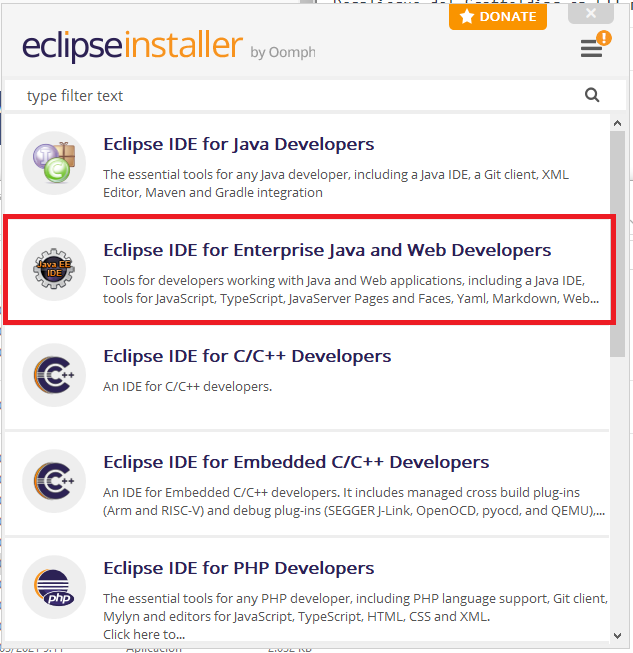 DONATE
eclipseinstaller by Oomph
!
type filter text
Eclipse IDE for Java Developers
The essential tools for any Java developer, including a Java IDE, a Git client, XML
Editor, Maven and Gradle integration
Java EE
IDE
Eclipse IDE for Enterprise Java and Web Developers
Tools for developers working with Java and Web applications, including a Java IDE,
tools for JavaScript, TypeScript, JavaServer Pages and Faces, Yaml, Markdown, Web...
C++
Eclipse IDE for C/C++ Developers
An IDE for C/C++ developers.
C++
Eclipse IDE for Embedded C/C++ Developers
An IDE for Embedded C/C++ developers. It includes managed cross build plug-ins
(Arm and RISC-V) and debug plug-ins (SEGGER J-Link, OpenOCD, pyocd, and QEMU),...
php
Eclipse IDE for PHP Developers
The essential tools for any PHP developer, including PHP language support, Git client,
Mylyn and editors for JavaScript, TypeScript, HTML, CSS and XML.
Click here to...